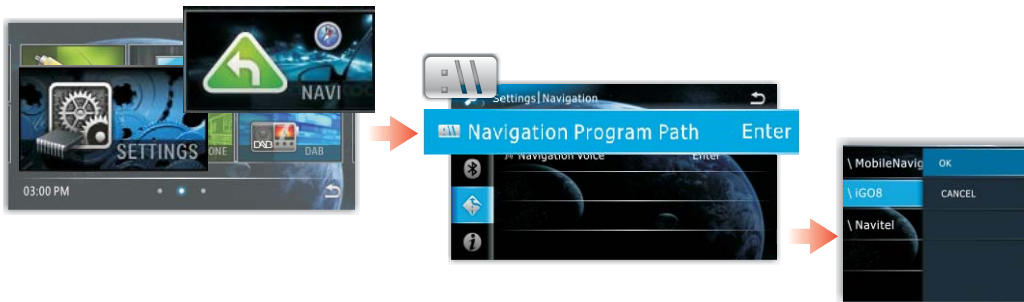 NAVI
SETTINGS
ONE
DAB
DAB
03:00 PM
Settings|Navigation
Navigation Program Path Enter
Navigation Voice Enter
\ MobileNavig
OK
\ iGO8
CANCEL
\ Navitel